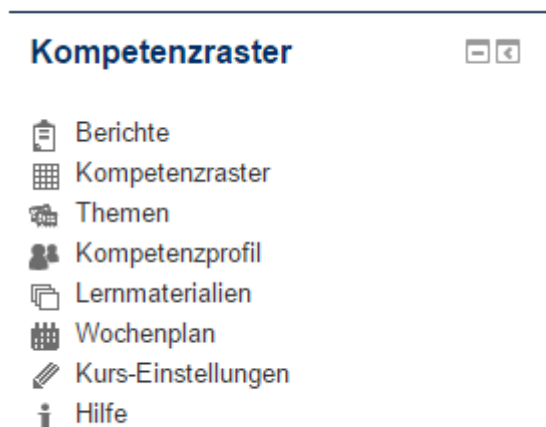 Kompetenzraster
Berichte
Kompetenzraster
Themen
Kompetenzprofil
Lernmaterialien
Wochenplan
Kurs-Einstellungen
Hilfe